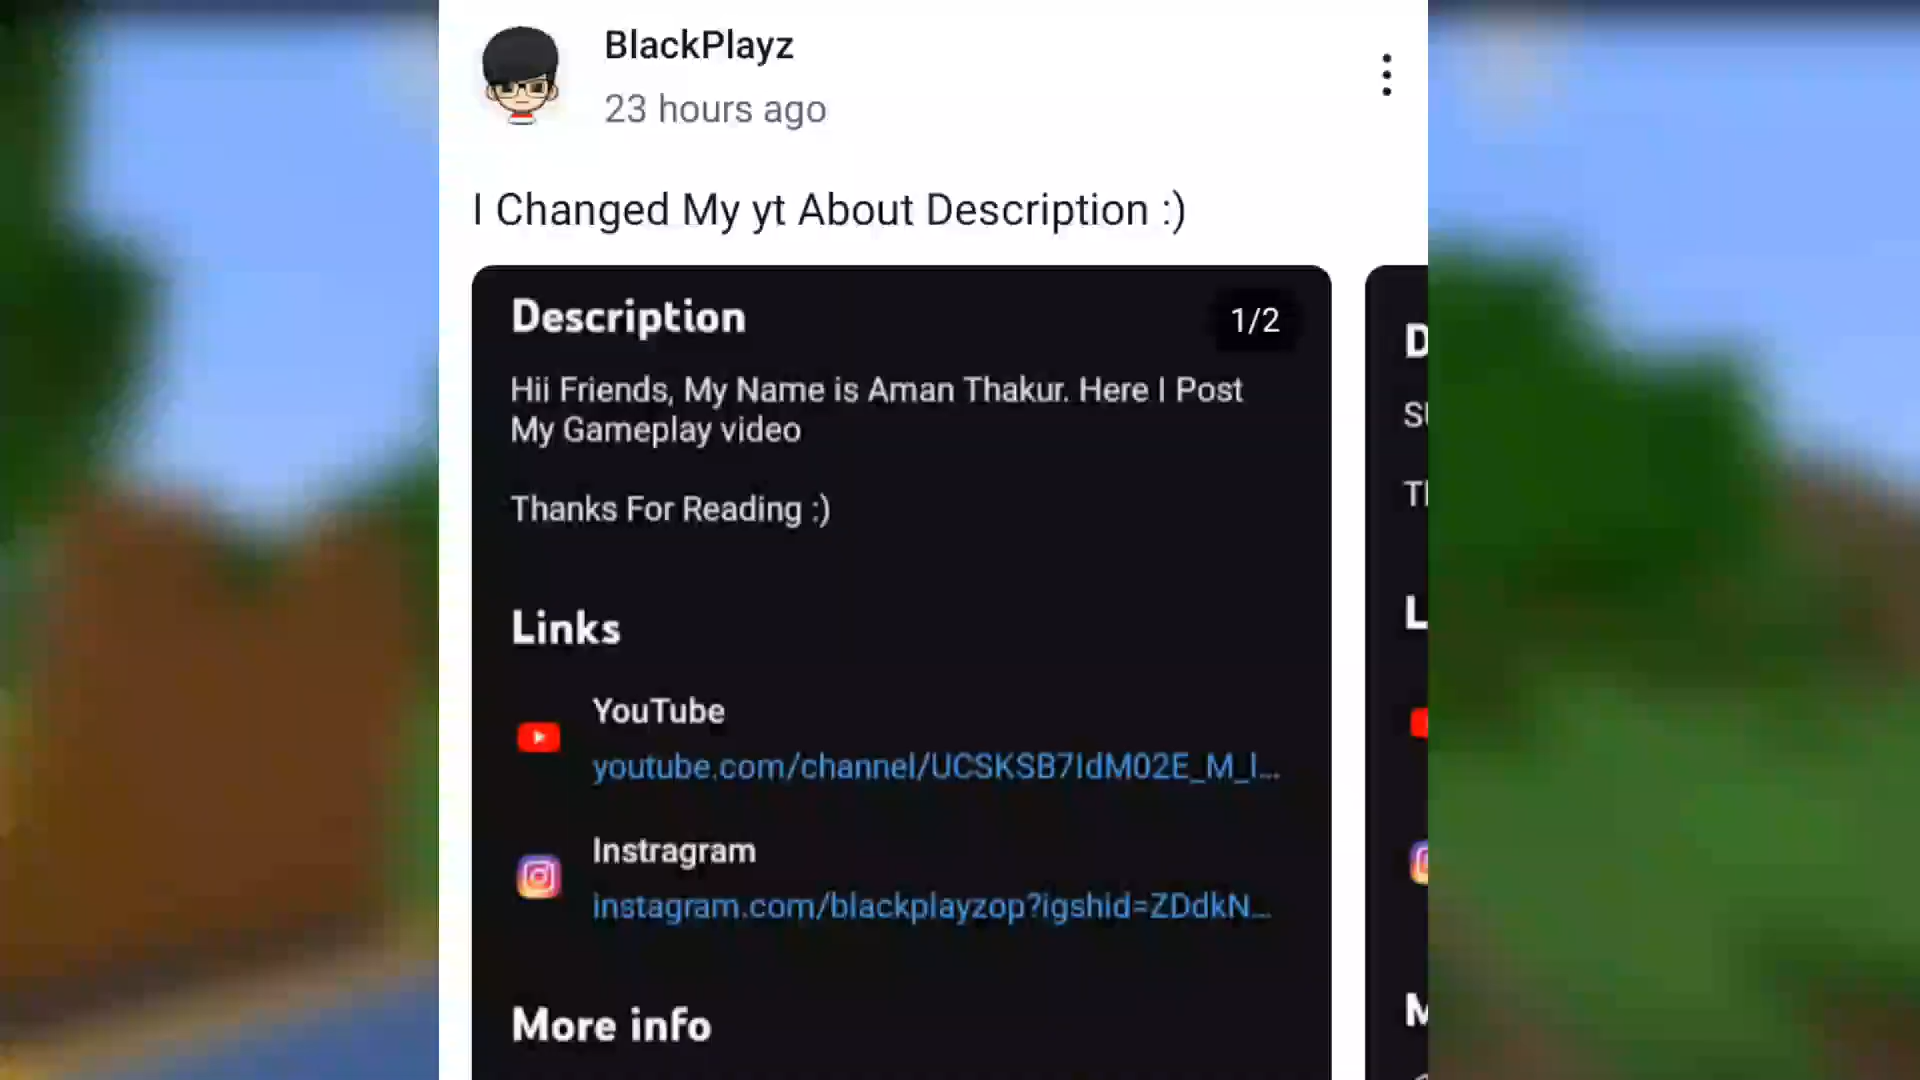 BlackPlayz
23 hours ago
I Changed My yt About Description :)
Description
1/2
Hii Friends, My Name is Aman Thakur. Here I Post
My Gameplay video
Thanks For Reading :)
Links
YouTube
youtube.com/channel/UCSKSB7IdM02E_M_l...
Instragram
instagram.com/blackplayzop?igshid=ZDdkN...
More info